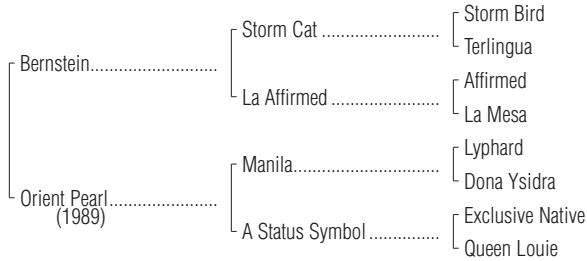 Storm Cat ........................... Storm Bird
Terlingua
Bernstein.............................
La Affirmed ......................... Affirmed
La Mesa
Manila.................................. Lyphard
Dona Ysidra
Orient Pearl.........................
(1989)
A Status Symbol ................ Exclusive Native
Queen Louie